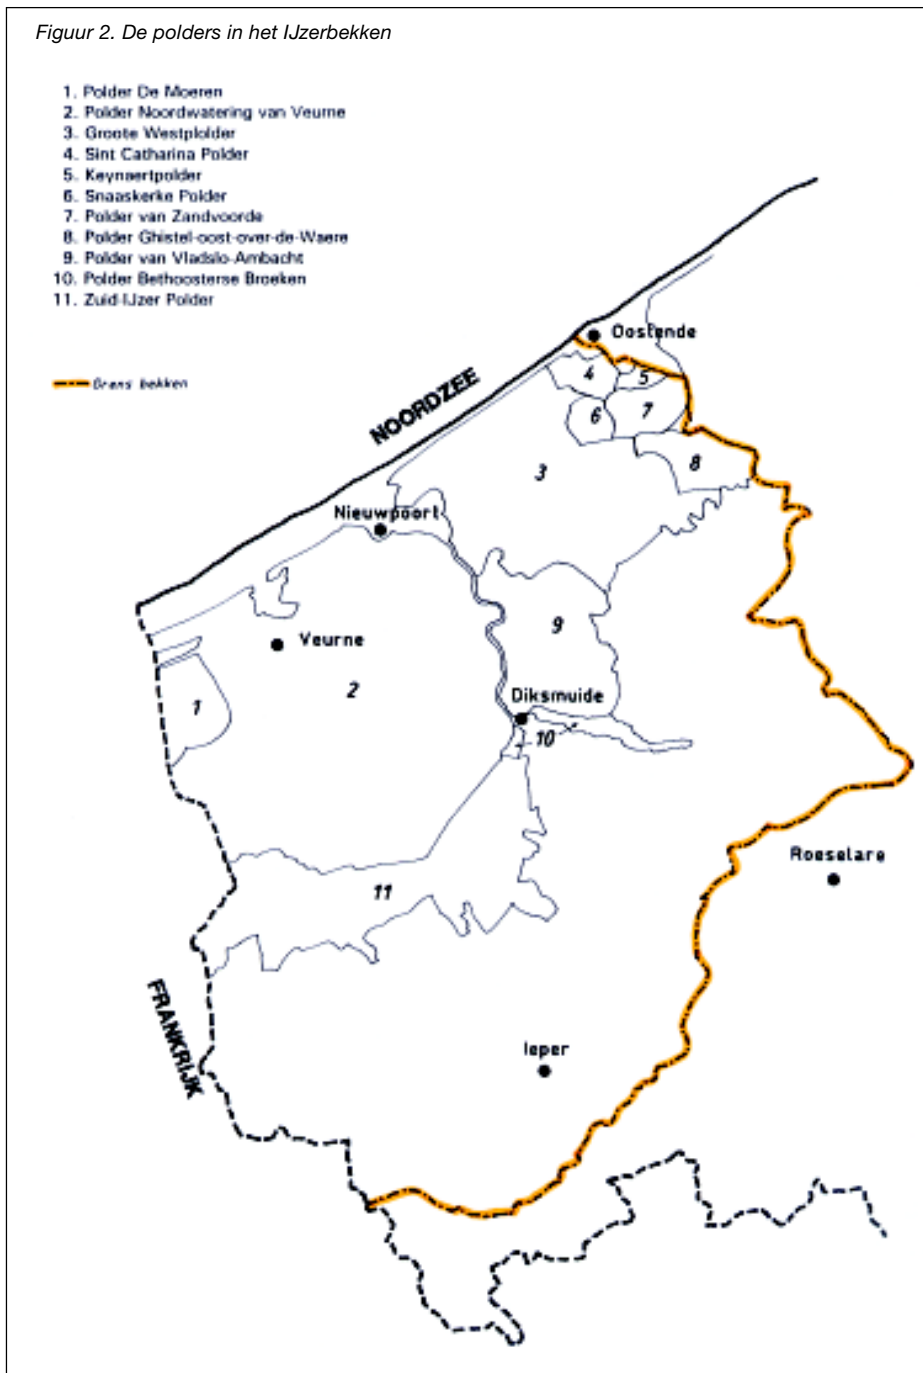 Figuur 2. De polders in het IJzerbekken
1. Polder De Moeren
2. Polder Noordwatering van Veurne
3. Groote Westplolder
4. Sint Catharina Polder
5. Keynaertpolder
6. Snaaskerke Polder
7. Polder van Zandvoorde
8. Polder Ghistel-oost-over-de-Waere
9. Polder van Vladslo-Ambacht
10. Polder Bethoosterse Broeken
11. Zuid-IJzer Polder
Grens bekken
NOORDZEE
Oostende
4
5
6
7
8
3
Nieuwpoort
9
Veurne
2
1
Diksmuide
10
Roeselare
11
FRANKRIJK
Ieper